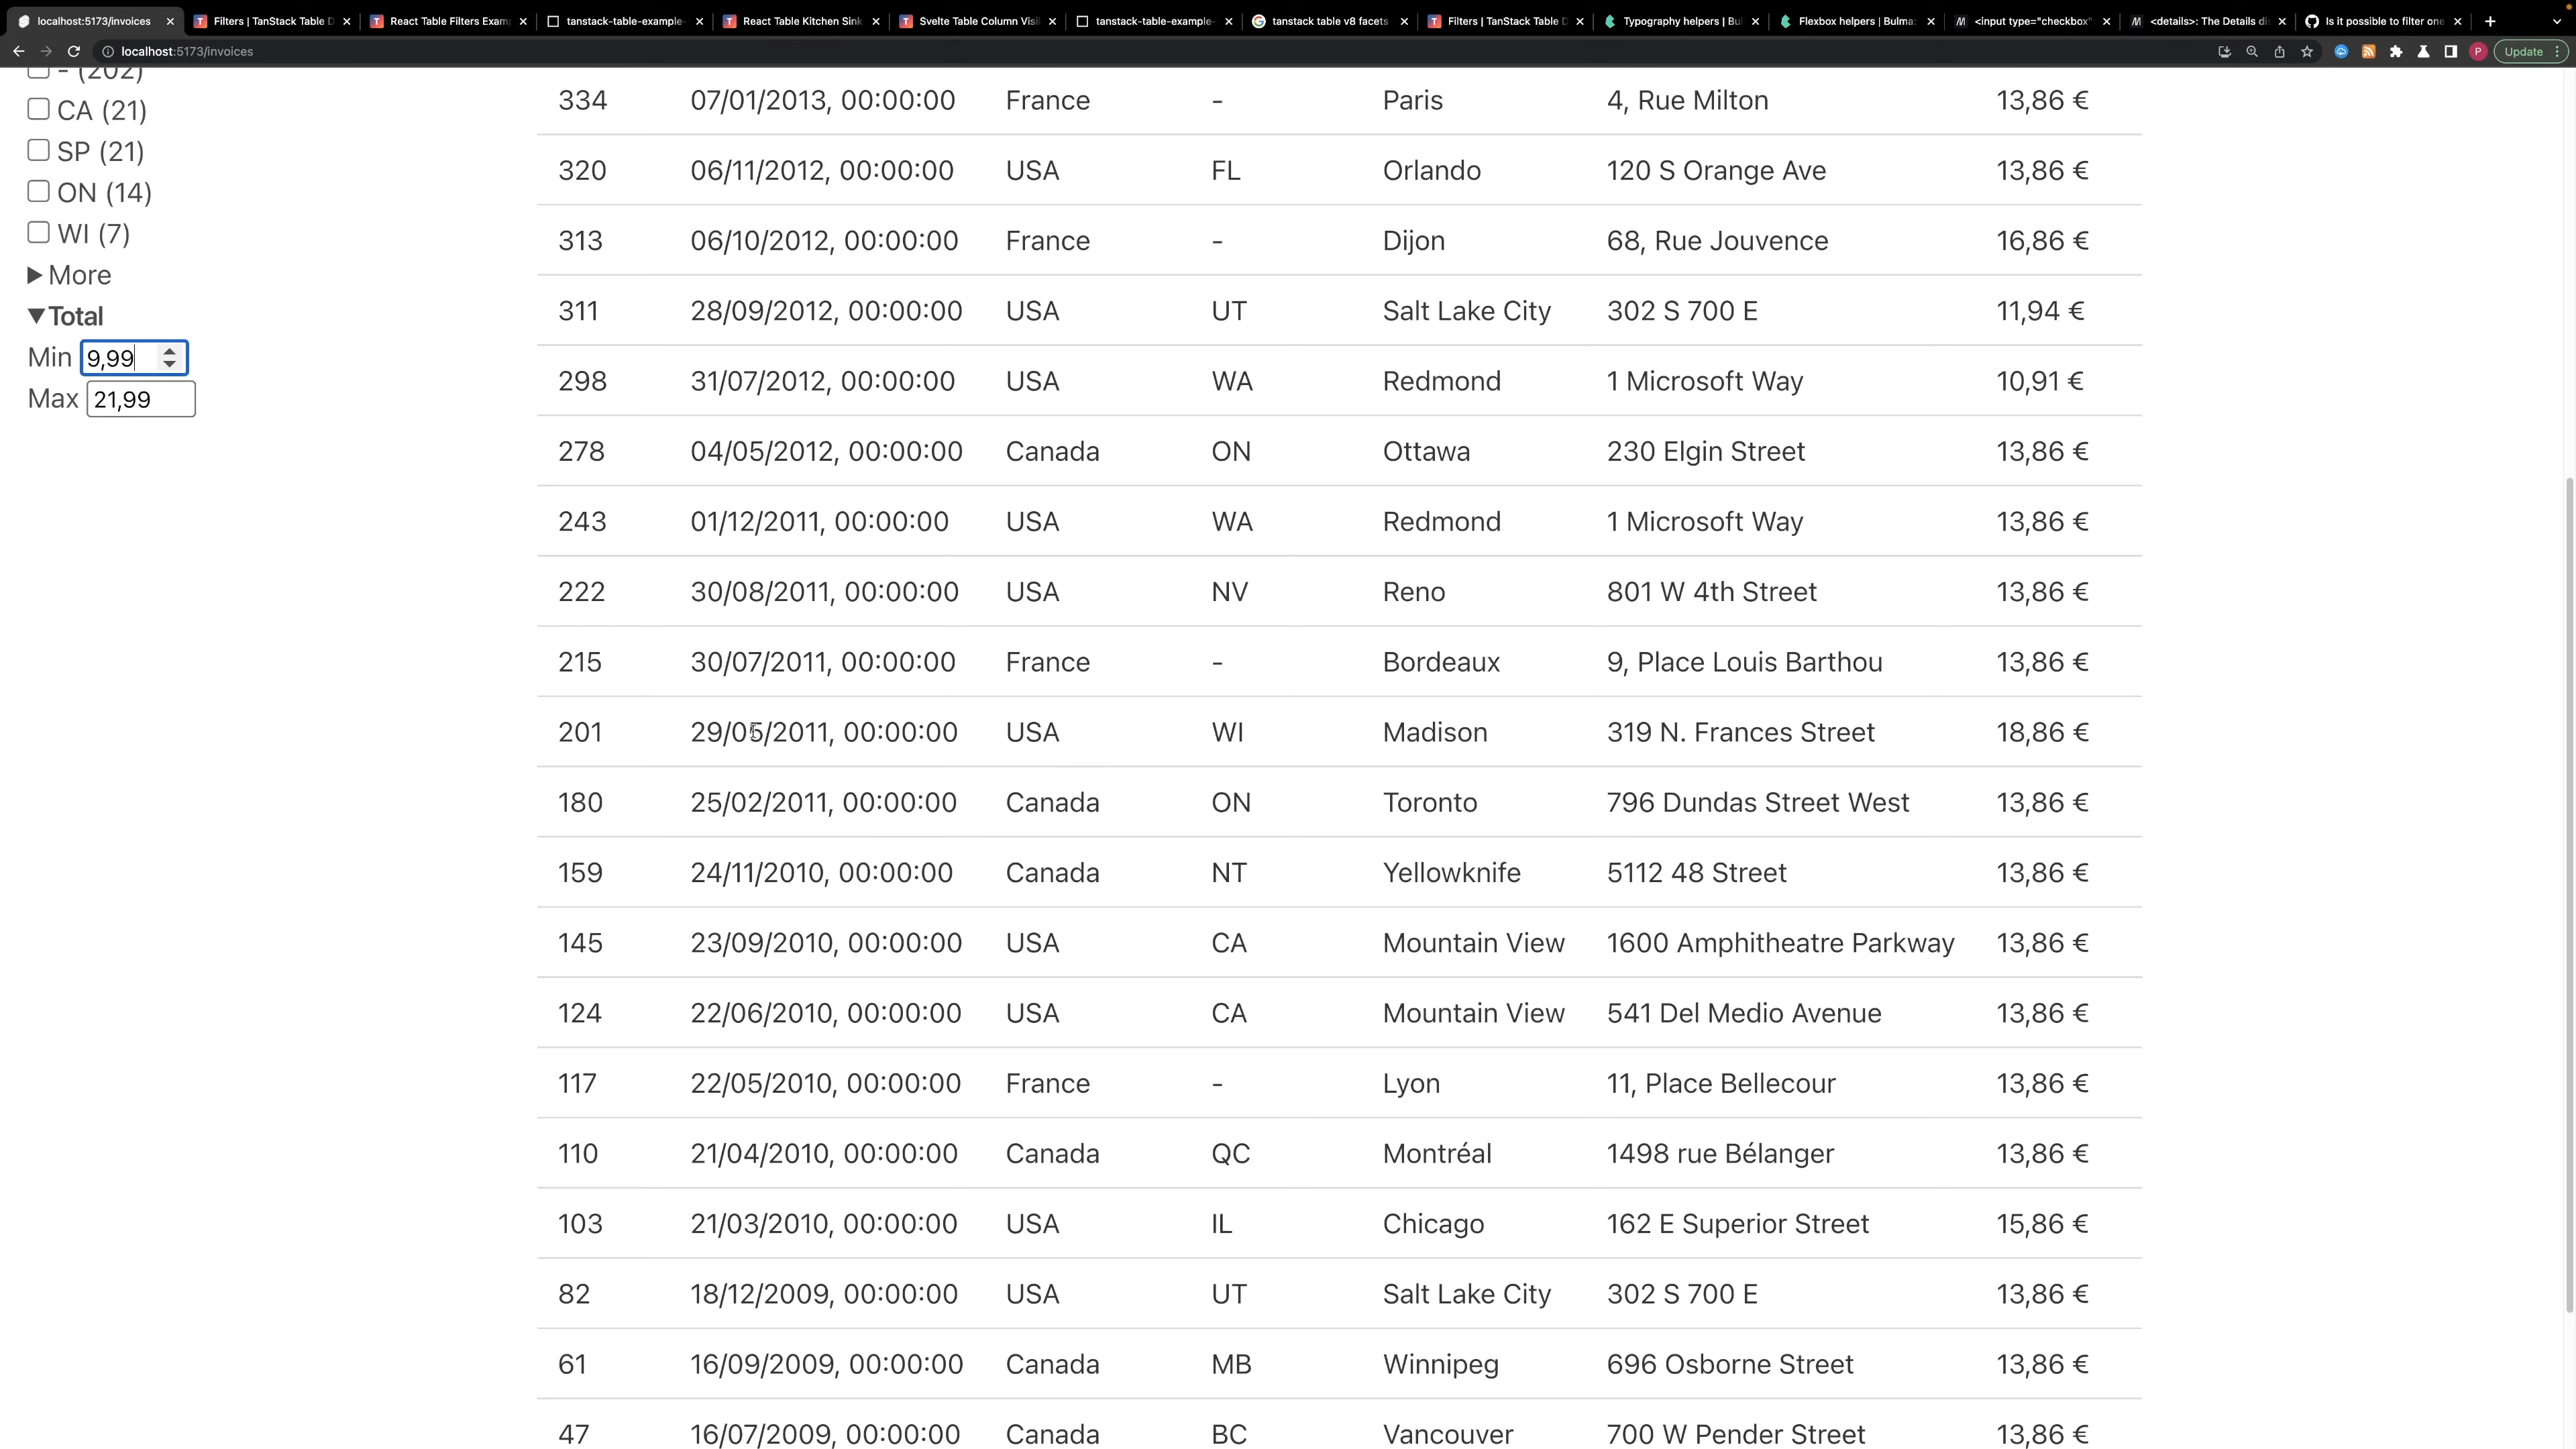 localhost:5173/invoices
Filters | TanStack Table D
React Table Filters Examp
tanstack-table-example-
React Table Kitchen Sink
Svelte Table Column Visi
tanstack-table-example-
tanstack table v8 facets
Filters | TanStack Table D
Typography helpers | Bu
Flexbox helpers | Bulma:
<input type="checkbox"
<details>: The Details di
Is it possible to filter one
localhost:5173/invoices
P
Update
- (202)
CA (21)
SP (21)
ON (14)
WI (7)
More
Total
Min 9,99
Max 21,99
334 07/01/2013, 00:00:00 France - Paris 4, Rue Milton 13,86 €
320 06/11/2012, 00:00:00 USA FL Orlando 120 S Orange Ave 13,86 €
313 06/10/2012, 00:00:00 France - Dijon 68, Rue Jouvence 16,86 €
311 28/09/2012, 00:00:00 USA UT Salt Lake City 302 S 700 E 11,94 €
298 31/07/2012, 00:00:00 USA WA Redmond 1 Microsoft Way 10,91 €
278 04/05/2012, 00:00:00 Canada ON Ottawa 230 Elgin Street 13,86 €
243 01/12/2011, 00:00:00 USA WA Redmond 1 Microsoft Way 13,86 €
222 30/08/2011, 00:00:00 USA NV Reno 801 W 4th Street 13,86 €
215 30/07/2011, 00:00:00 France - Bordeaux 9, Place Louis Barthou 13,86 €
201 29/05/2011, 00:00:00 USA WI Madison 319 N. Frances Street 18,86 €
180 25/02/2011, 00:00:00 Canada ON Toronto 796 Dundas Street West 13,86 €
159 24/11/2010, 00:00:00 Canada NT Yellowknife 5112 48 Street 13,86 €
145 23/09/2010, 00:00:00 USA CA Mountain View 1600 Amphitheatre Parkway 13,86 €
124 22/06/2010, 00:00:00 USA CA Mountain View 541 Del Medio Avenue 13,86 €
117 22/05/2010, 00:00:00 France - Lyon 11, Place Bellecour 13,86 €
110 21/04/2010, 00:00:00 Canada QC Montréal 1498 rue Bélanger 13,86 €
103 21/03/2010, 00:00:00 USA IL Chicago 162 E Superior Street 15,86 €
82 18/12/2009, 00:00:00 USA UT Salt Lake City 302 S 700 E 13,86 €
61 16/09/2009, 00:00:00 Canada MB Winnipeg 696 Osborne Street 13,86 €
47 16/07/2009, 00:00:00 Canada BC Vancouver 700 W Pender Street 13,86 €